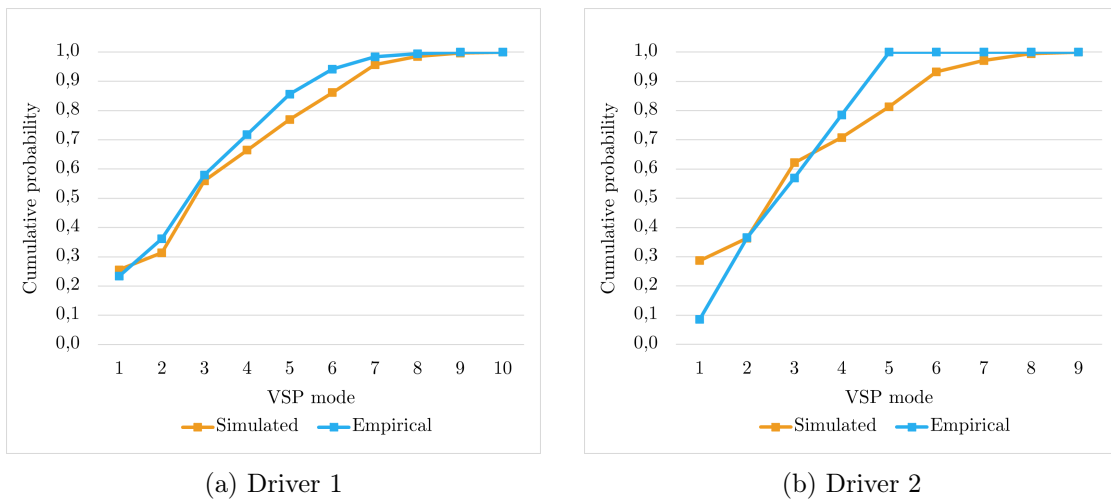 1,0
0,9
0,8
0,7
0,6
0,5
0,4
0,3
0,2
0,1
0,0
Cumulative probability
1 2 3 4 5 6 7 8 9 10
VSP mode
Simulated Empirical
(a) Driver 1
1,0
0,9
0,8
0,7
0,6
0,5
0,4
0,3
0,2
0,1
0,0
Cumulative probability
1 2 3 4 5 6 7 8 9
VSP mode
Simulated Empirical
(b) Driver 2